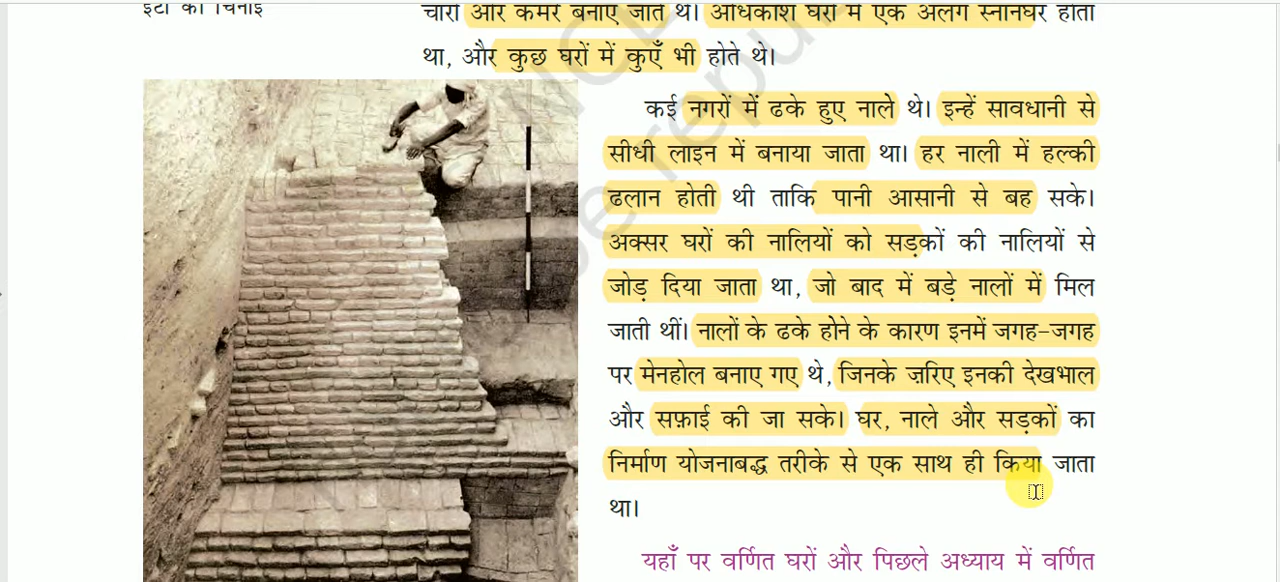 ईंटों की चिनाई
चारों ओर कमरे बनाए जाते थे। अधिकांश घरों में एक अलग स्नानघर होता
था, और कुछ घरों में कुएँ भी होते थे।
कई नगरों में ढके हुए नाले थे। इन्हें सावधानी से
सीधी लाइन में बनाया जाता था। हर नाली में हल्की
ढलान होती थी ताकि पानी आसानी से बह सके।
अक्सर घरों की नालियों को सड़कों की नालियों से
जोड़ दिया जाता था, जो बाद में बड़े नालों में मिल
जाती थीं। नालों के ढके होने के कारण इनमें जगह-जगह
पर मेनहोल बनाए गए थे, जिनके ज़रिए इनकी देखभाल
और सफ़ाई की जा सके। घर, नाले और सड़कों का
निर्माण योजनाबद्ध तरीके से एक साथ ही किया जाता
था।
यहाँ पर वर्णित घरों और पिछले अध्याय में वर्णित